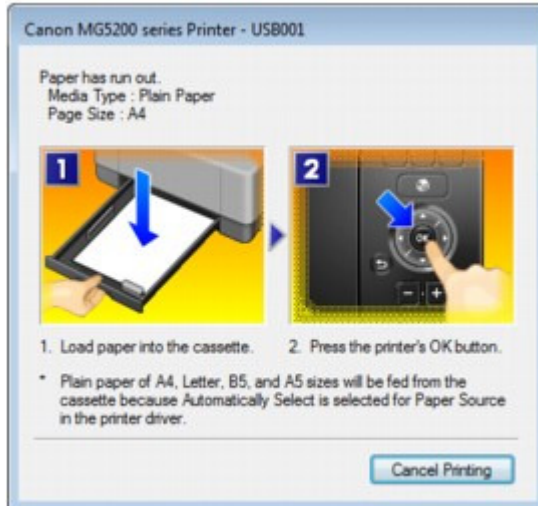 Canon MG5200 series Printer - USB001
Paper has run out.
Media Type : Plain Paper
Page Size : A4
1
2
OK
1. Load paper into the cassette.
2. Press the printer's OK button.
* Plain paper of A4, Letter, B5, and A5 sizes will be fed from the
cassette because Automatically Select is selected for Paper Source
in the printer driver.
Cancel Printing